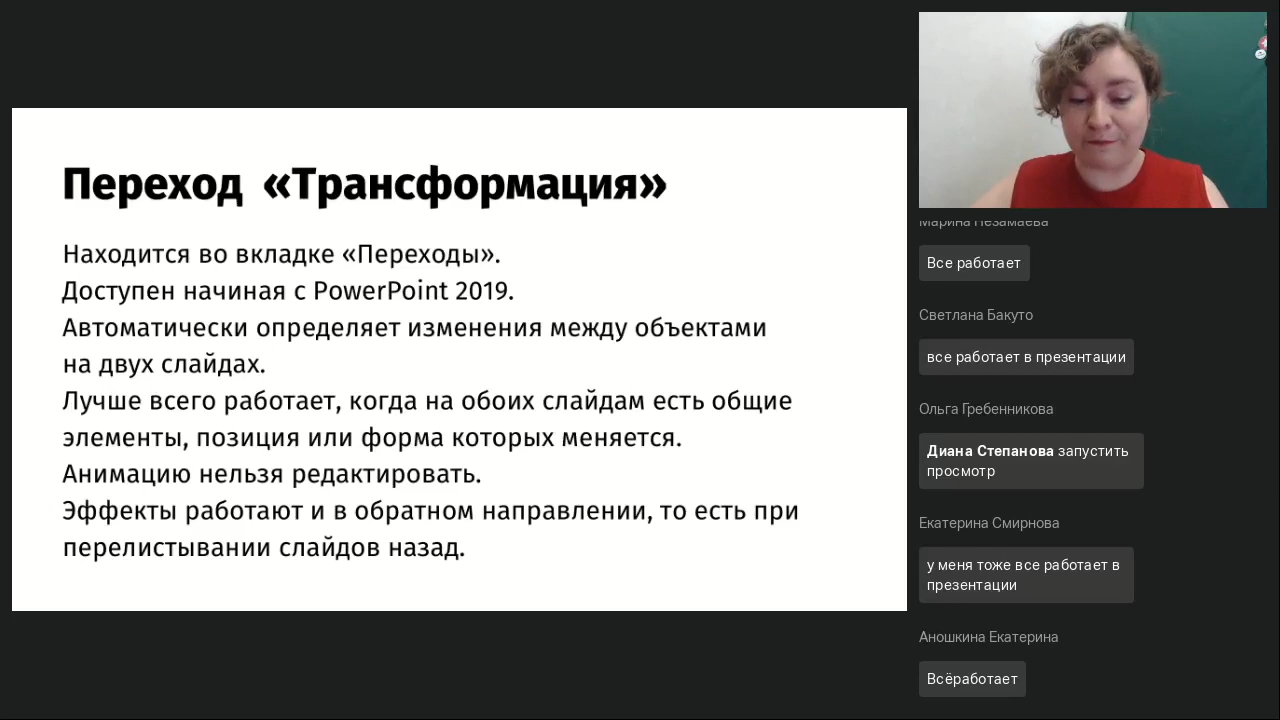 Переход «Трансформация»
Находится во вкладке «Переходы».
Доступен начиная с PowerPoint 2019.
Автоматически определяет изменения между объектами
на двух слайдах.
Лучше всего работает, когда на обоих слайдам есть общие
элементы, позиция или форма которых меняется.
Анимацию нельзя редактировать.
Эффекты работают и в обратном направлении, то есть при
перелистывании слайдов назад.
Марина Незамаева
Все работает
Светлана Бакуто
все работает в презентации
Ольга Гребенникова
Диана Степанова запустить
просмотр
Екатерина Смирнова
у меня тоже все работает в
презентации
Аношкина Екатерина
Всёработает